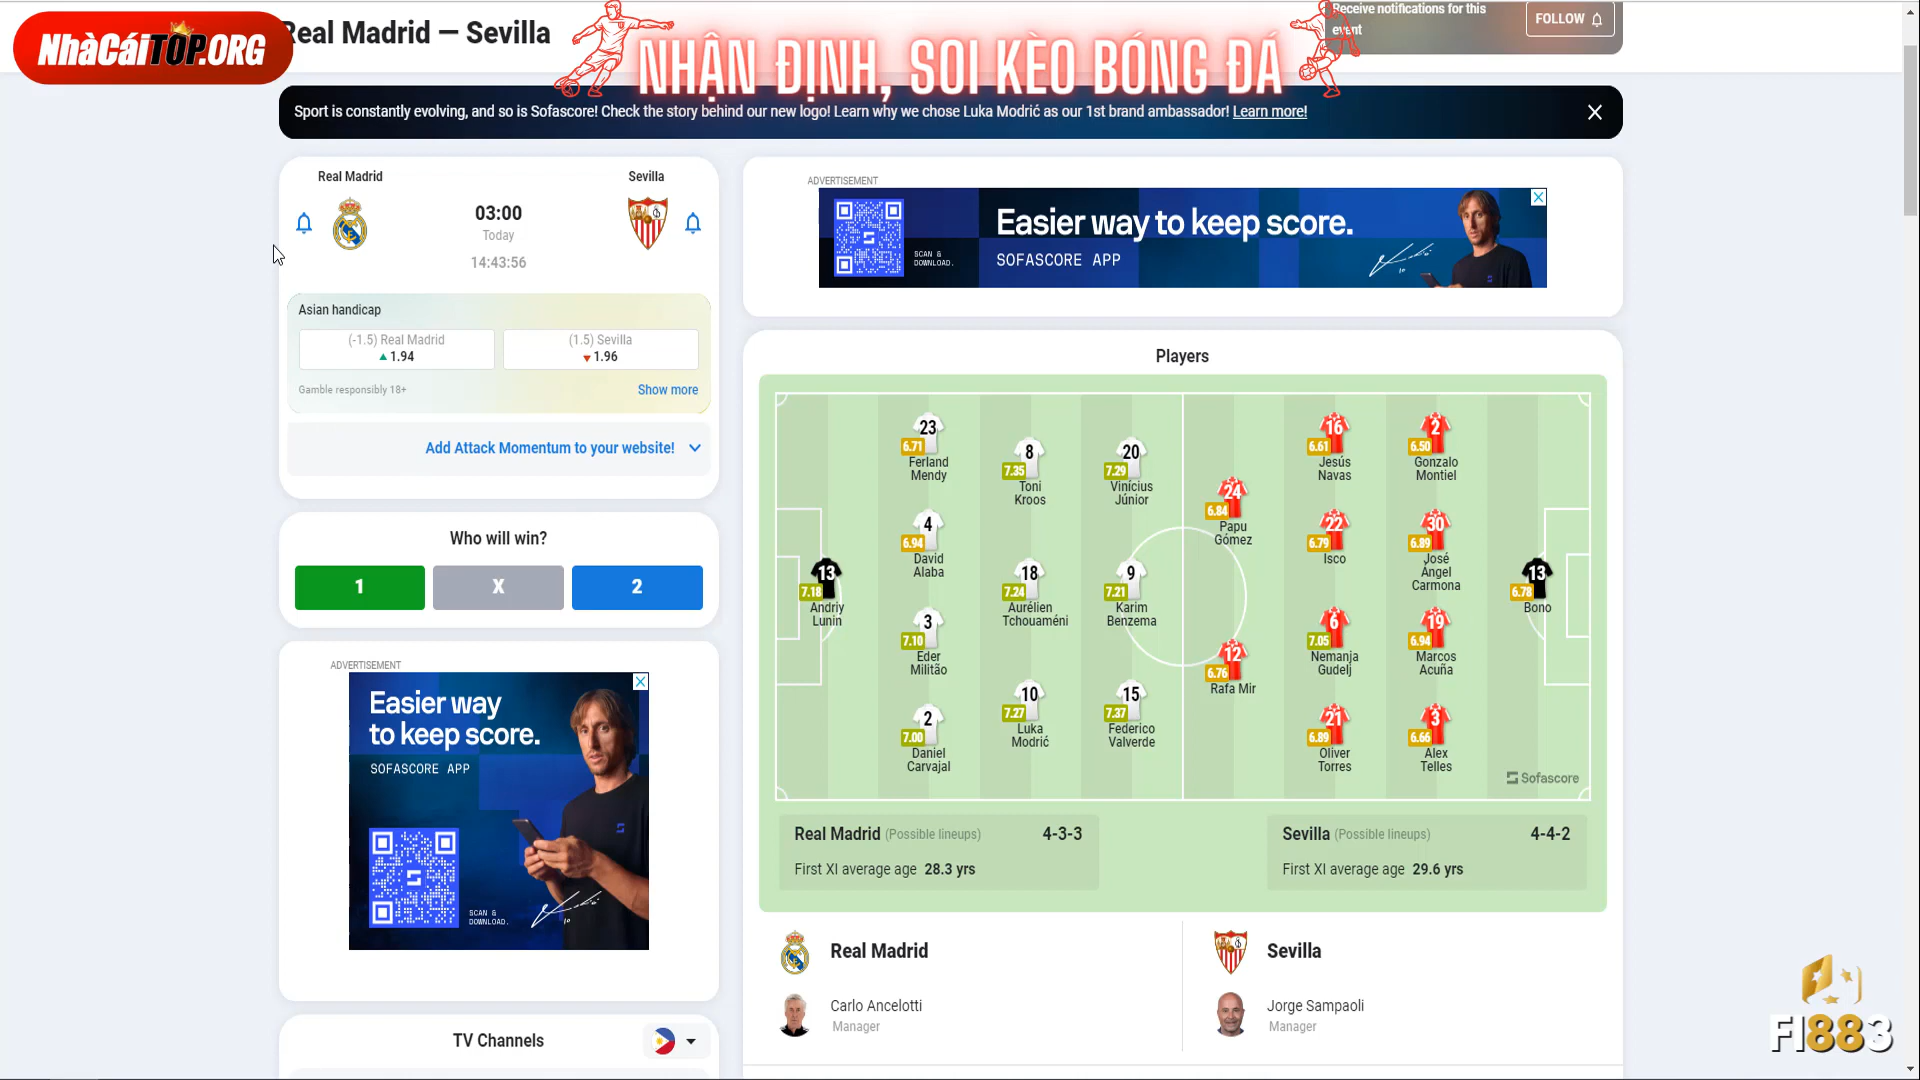 NHÀCÁITOP.ORG
Real Madrid — Sevilla
NHẬN ĐỊNH, SOI KÈO BÓNG ĐÁ
Receive notifications for this
event
FOLLOW
Sport is constantly evolving, and so is Sofascore! Check the story behind our new logo! Learn why we chose Luka Modrić as our 1st brand ambassador! Learn more!
Real Madrid
Sevilla
03:00
Today
14:43:56
Asian handicap
(-1.5) Real Madrid
1.94
(1.5) Sevilla
1.96
Gamble responsibly 18+
Show more
Add Attack Momentum to your website!
Who will win?
1
X
2
ADVERTISEMENT
Easier way
to keep score.
SOFASCORE APP
SCAN &
DOWNLOAD.
TV Channels
ADVERTISEMENT
Easier way to keep score.
SOFASCORE APP
SCAN &
DOWNLOAD.
Players
13
7.18
Andriy
Lunin
23
6.71
Ferland
Mendy
4
6.94
David
Alaba
3
7.10
Eder
Militão
2
7.00
Daniel
Carvajal
8
7.35
Toni
Kroos
18
7.24
Aurélien
Tchouaméni
10
7.27
Luka
Modrić
20
7.29
Vinícius
Júnior
9
7.21
Karim
Benzema
15
7.37
Federico
Valverde
24
6.84
Papu
Gómez
12
6.76
Rafa Mir
16
6.61
Jesús
Navas
22
6.79
Isco
6
7.05
Nemanja
Gudelj
21
6.89
Oliver
Torres
2
6.50
Gonzalo
Montiel
30
6.89
José
Ángel
Carmona
19
6.94
Marcos
Acuña
3
6.66
Alex
Telles
13
6.78
Bono
Sofascore
Real Madrid (Possible lineups) 4-3-3
First XI average age 28.3 yrs
Sevilla (Possible lineups) 4-4-2
First XI average age 29.6 yrs
Real Madrid
Carlo Ancelotti
Manager
Sevilla
Jorge Sampaoli
Manager
FI883